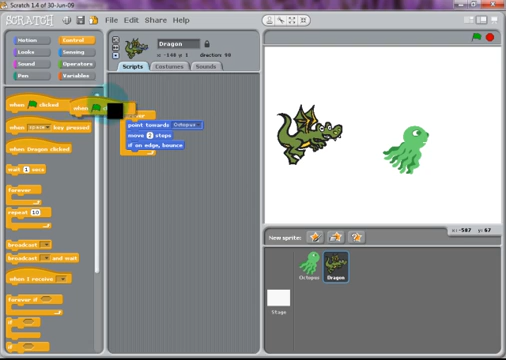 Scratch 1.4 of 30-Jun-09
SCRATCH File Edit Share Help
Motion Control
Looks Sensing
Sound Operators
Pen Variables
Dragon
x: -140 y: 1 direction: 90
Scripts Costumes Sounds
when clicked
when
when space key pressed
when Dragon clicked
wait 1 secs
forever
repeat 10
broadcast
broadcast and wait
when I receive
forever if
if
if
point towards Octopus
move 2 steps
if on edge, bounce
x: -587 y: 67
New sprite:
Octopus Dragon
Stage